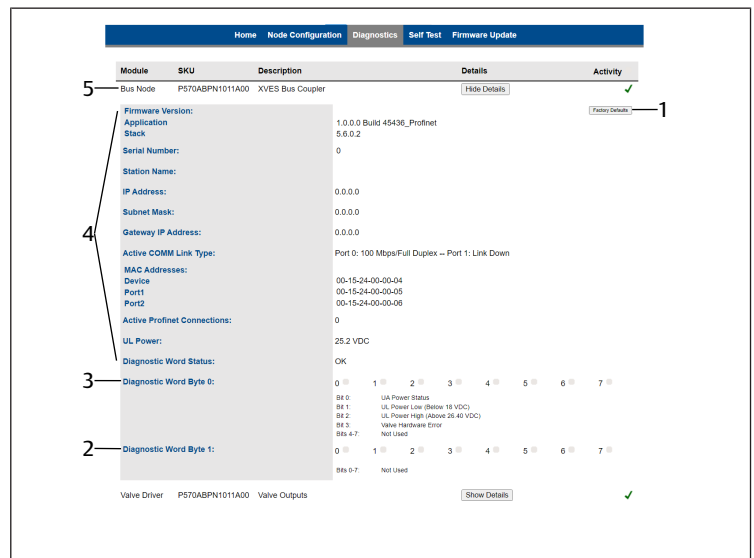 Home Node Configuration Diagnostics Self Test Firmware Update
Module SKU Description Details Activity
5 Bus Node P570ABPN1011A00 XVES Bus Coupler Hide Details ✓
Firmware Version: Factory Defaults 1
Application 1.0.0.0 Build 45436_Profinet
Stack 5.6.0.2
Serial Number: 0
Station Name:
IP Address: 0.0.0.0
Subnet Mask: 0.0.0.0
4 Gateway IP Address: 0.0.0.0
Active COMM Link Type: Port 0: 100 Mbps/Full Duplex -- Port 1: Link Down
MAC Addresses:
Device 00-15-24-00-00-04
Port1 00-15-24-00-00-05
Port2 00-15-24-00-00-06
Active Profinet Connections: 0
UL Power: 25.2 VDC
Diagnostic Word Status: OK
3 Diagnostic Word Byte 0: 0 1 2 3 4 5 6 7
Bit 0: UA Power Status
Bit 1: UL Power Low (Below 18 VDC)
Bit 2: UL Power High (Above 26.40 VDC)
Bit 3 Valve Hardware Error
Bits 4-7: Not Used
2 Diagnostic Word Byte 1: 0 1 2 3 4 5 6 7
Bits 0-7: Not Used
Valve Driver P570ABPN1011A00 Valve Outputs Show Details ✓